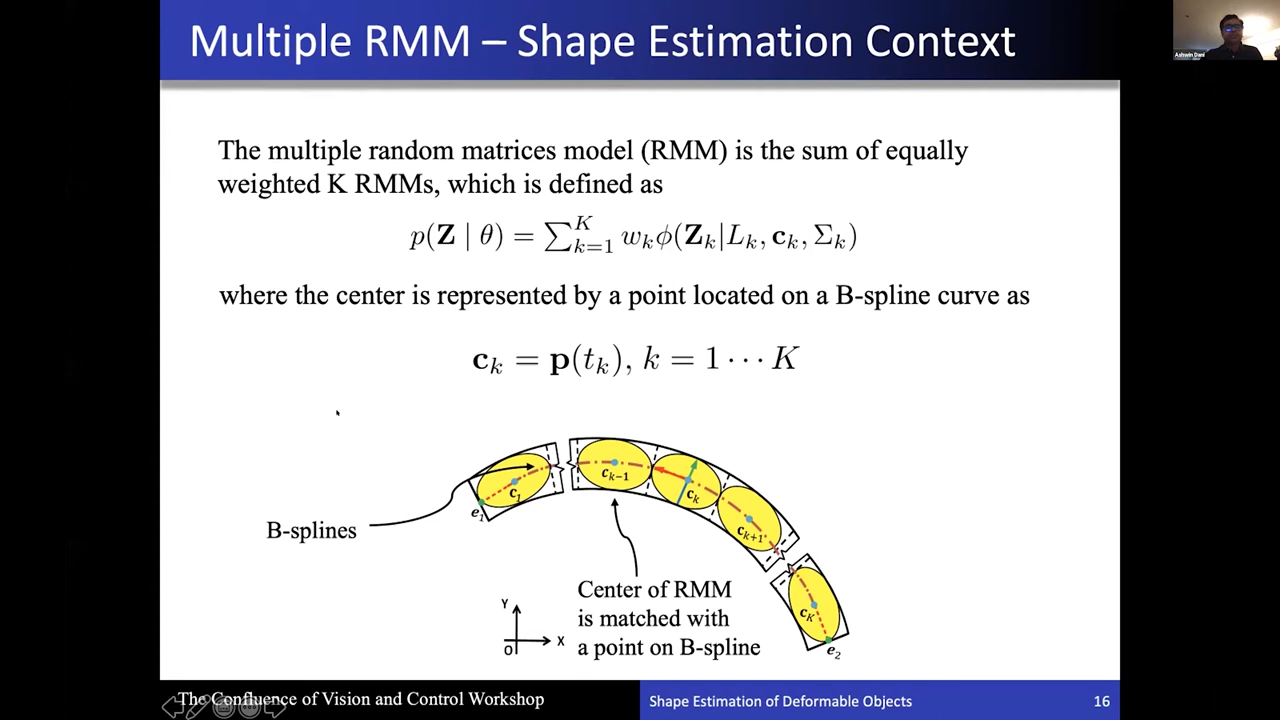 Multiple RMM – Shape Estimation Context
Ashwin Dani
The multiple random matrices model (RMM) is the sum of equally
weighted K RMMs, which is defined as
p(Z | θ) = ∑_{k=1}^{K} w_k ϕ(Z_k|L_k, c_k, Σ_k)
where the center is represented by a point located on a B-spline curve as
c_k = p(t_k), k = 1 ⋯ K
c_{k-1}
c_k
c_1
e_1
c_{k+1}
B-splines
Center of RMM
is matched with
a point on B-spline
Y
X
O
c_K
e_2
The Confluence of Vision and Control Workshop
Shape Estimation of Deformable Objects
16